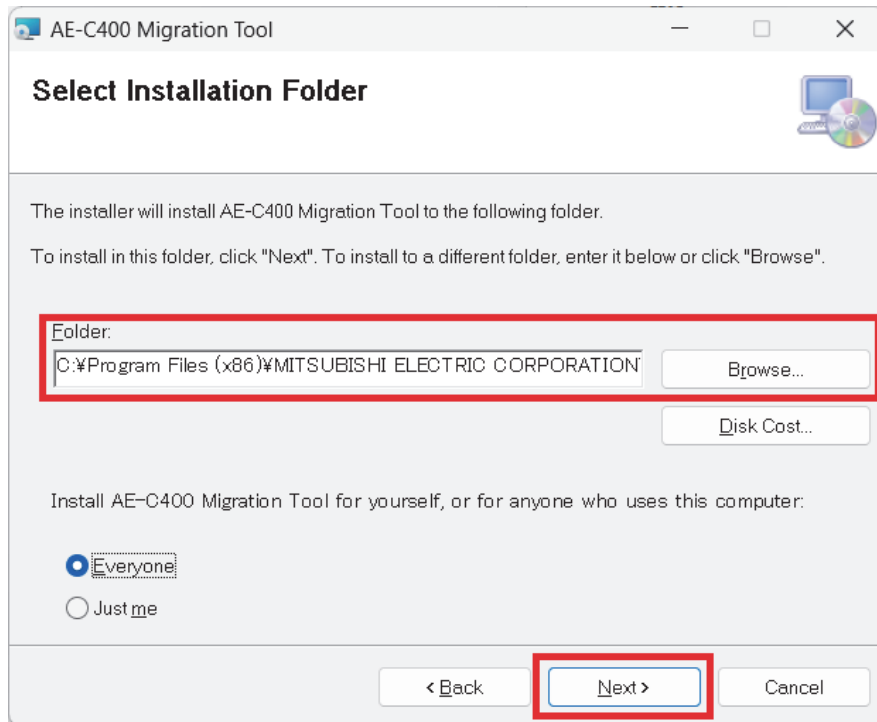 AE-C400 Migration Tool
Select Installation Folder
The installer will install AE-C400 Migration Tool to the following folder.
To install in this folder, click "Next". To install to a different folder, enter it below or click "Browse".
Folder:
C:¥Program Files (x86)¥MITSUBISHI ELECTRIC CORPORATION
Browse...
Disk Cost...
Install AE-C400 Migration Tool for yourself, or for anyone who uses this computer:
Everyone
Just me
< Back Next > Cancel